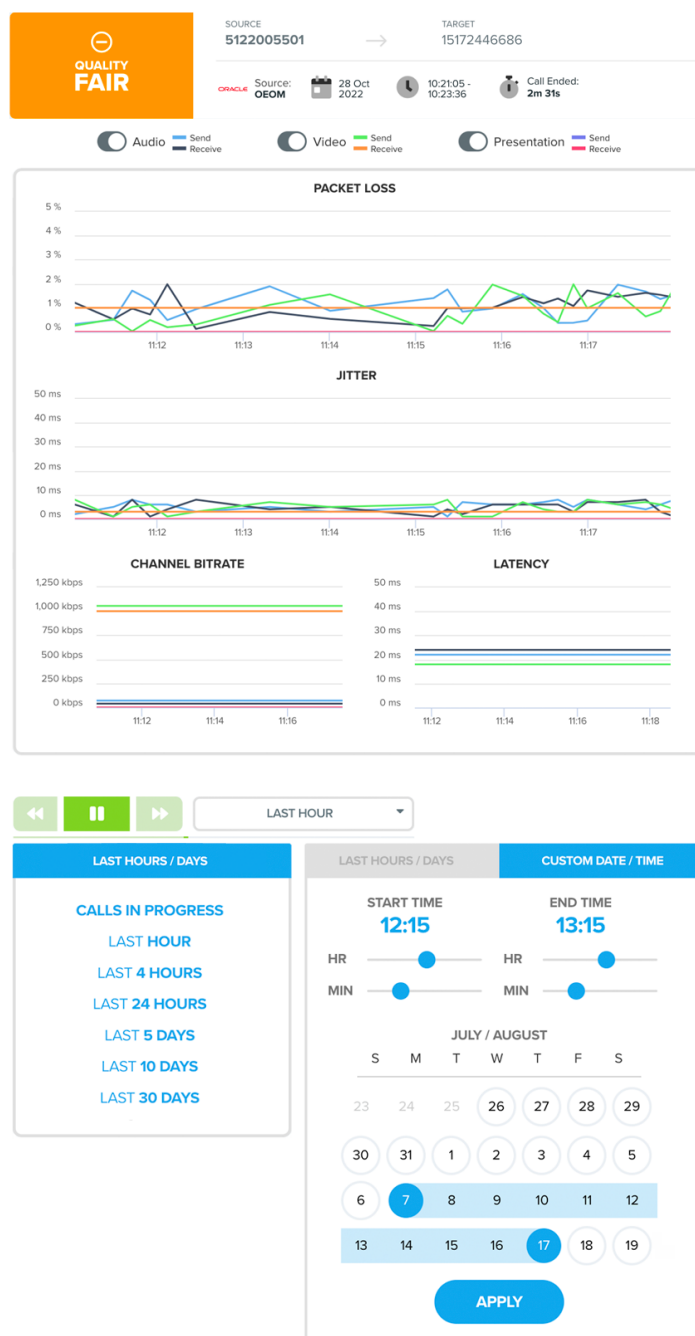 QUALITY
FAIR
SOURCE
5122005501
TARGET
15172446686
ORACLE
Source:
OEOM
28 Oct
2022
10:21:05 -
10:23:36
Call Ended:
2m 31s
Audio
Send
Receive
Video
Send
Receive
Presentation
Send
Receive
PACKET LOSS
5 %
4 %
3 %
2 %
1 %
0 %
11:12 11:13 11:14 11:15 11:16 11:17
JITTER
50 ms
40 ms
30 ms
20 ms
10 ms
0 ms
11:12 11:13 11:14 11:15 11:16 11:17
CHANNEL BITRATE
1,250 kbps
1,000 kbps
750 kbps
500 kbps
250 kbps
0 kbps
11:12 11:14 11:16
LATENCY
50 ms
40 ms
30 ms
20 ms
10 ms
0 ms
11:12 11:14 11:16 11:18
LAST HOUR
LAST HOURS / DAYS
CALLS IN PROGRESS
LAST HOUR
LAST 4 HOURS
LAST 24 HOURS
LAST 5 DAYS
LAST 10 DAYS
LAST 30 DAYS
LAST HOURS / DAYS
CUSTOM DATE / TIME
START TIME
12:15
END TIME
13:15
HR
HR
MIN
MIN
JULY / AUGUST
S M T W T F S
23 24 25 26 27 28 29
30 31 1 2 3 4 5
6 7 8 9 10 11 12
13 14 15 16 17 18 19
APPLY